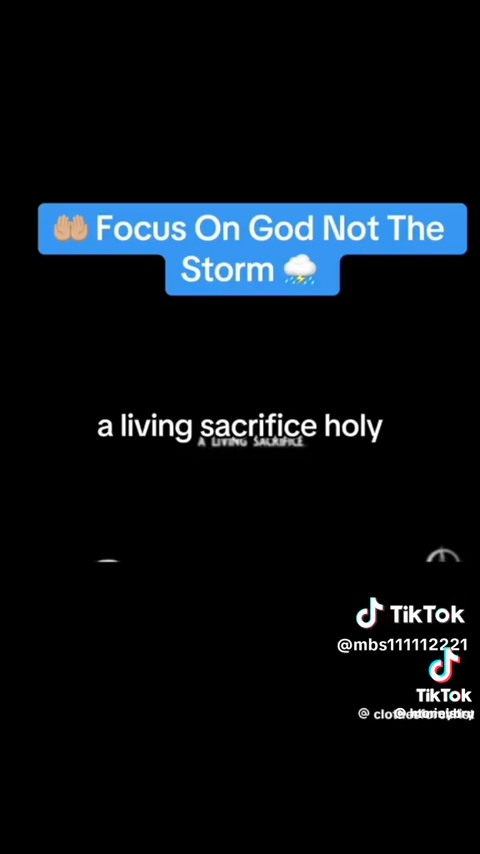 🤲🏼 Focus On God Not The
Storm ⛈️
a living sacrifice holy
A LIVING SACRIFICE
TikTok
@mbs111112221
TikTok